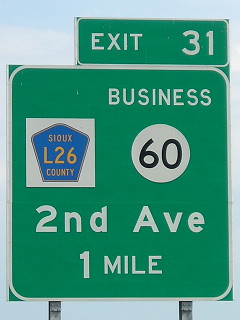 EXIT 31
BUSINESS
SIOUX
L26
COUNTY
60
2nd Ave
1 MILE